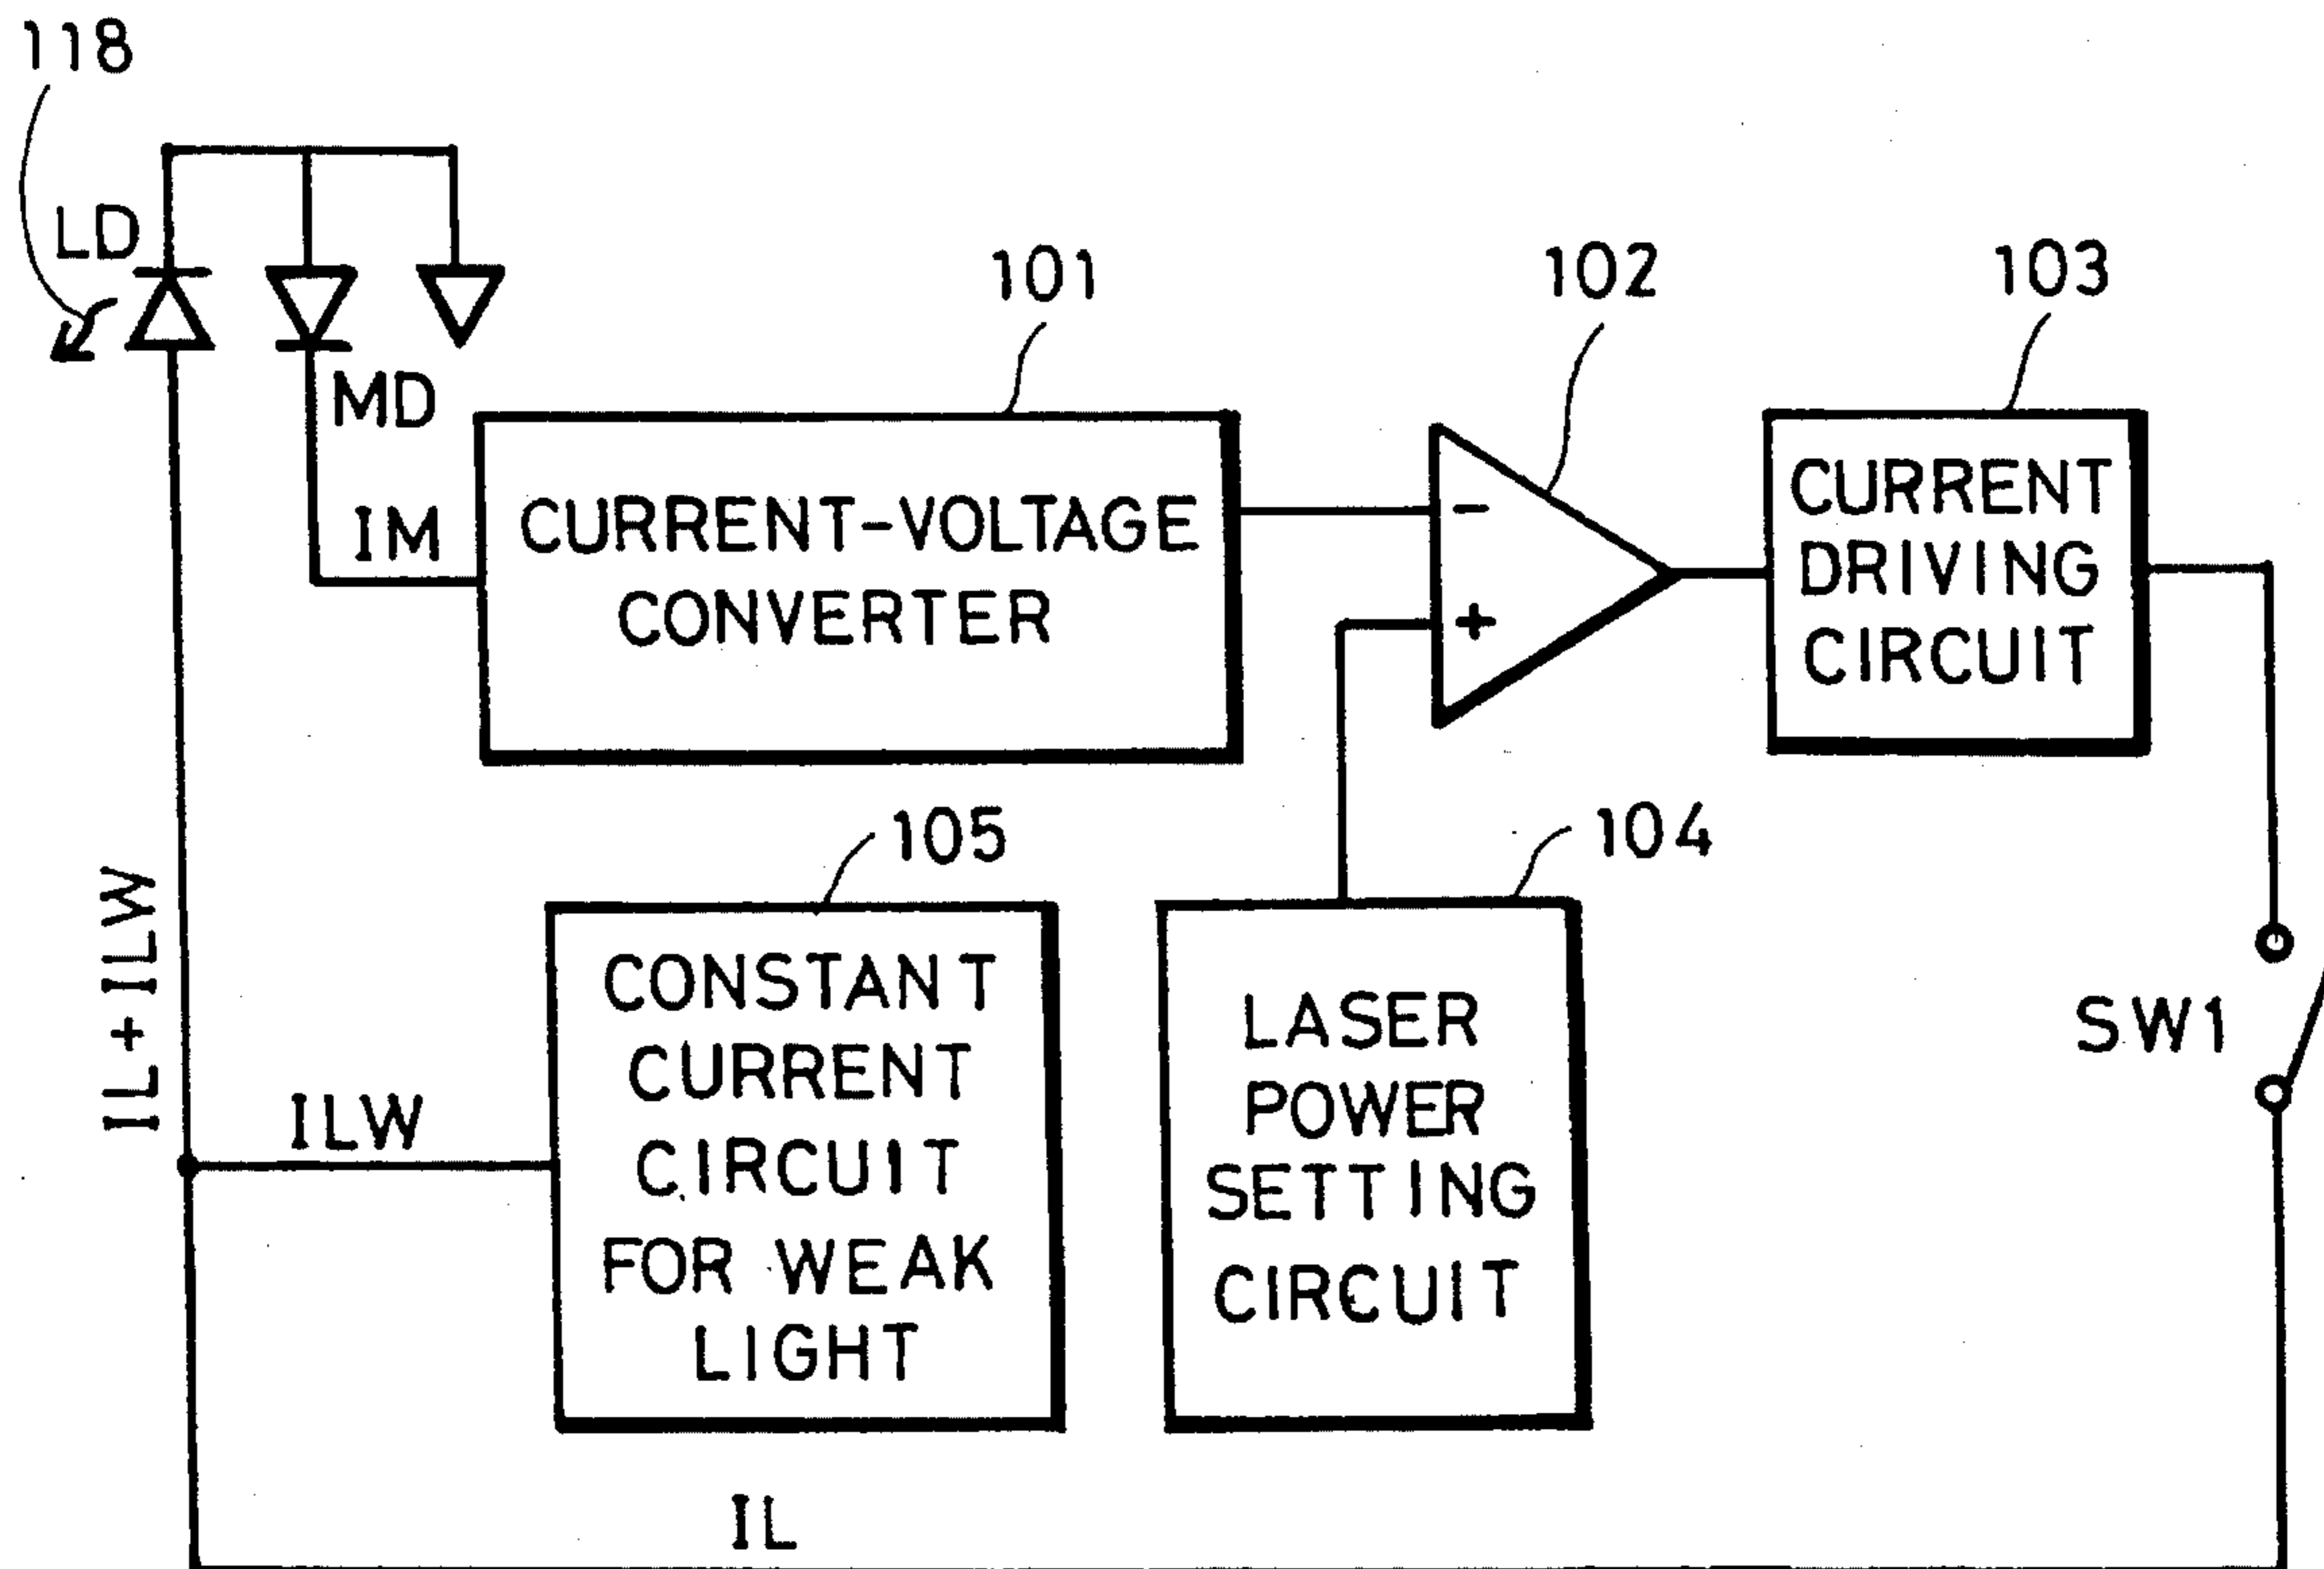 118
LD
MD
IM
101
CURRENT-VOLTAGE
CONVERTER
102
-
+
103
CURRENT
DRIVING
CIRCUIT
105
CONSTANT
CURRENT
CIRCUIT
FOR WEAK
LIGHT
104
LASER
POWER
SETTING
CIRCUIT
SW1
IL+ILW
ILW
IL